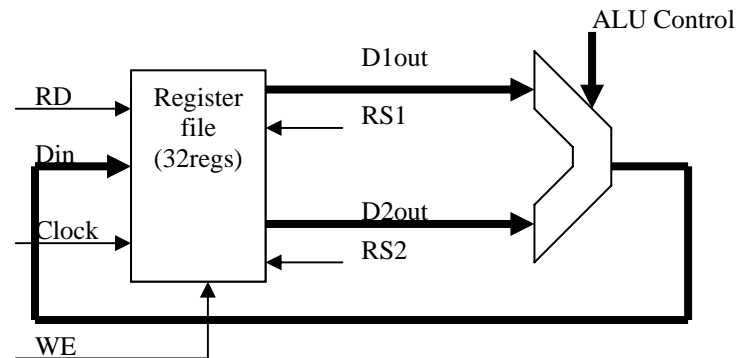 ALU Control
D1out
RD
Register
file
(32regs)
RS1
Din
D2out
Clock
RS2
WE